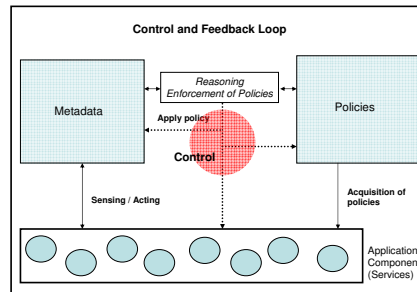 Control and Feedback Loop
Reasoning
Enforcement of Policies
Metadata
Policies
Apply policy
Control
Sensing / Acting
Acquisition of
policies
Application
Component
(Services)